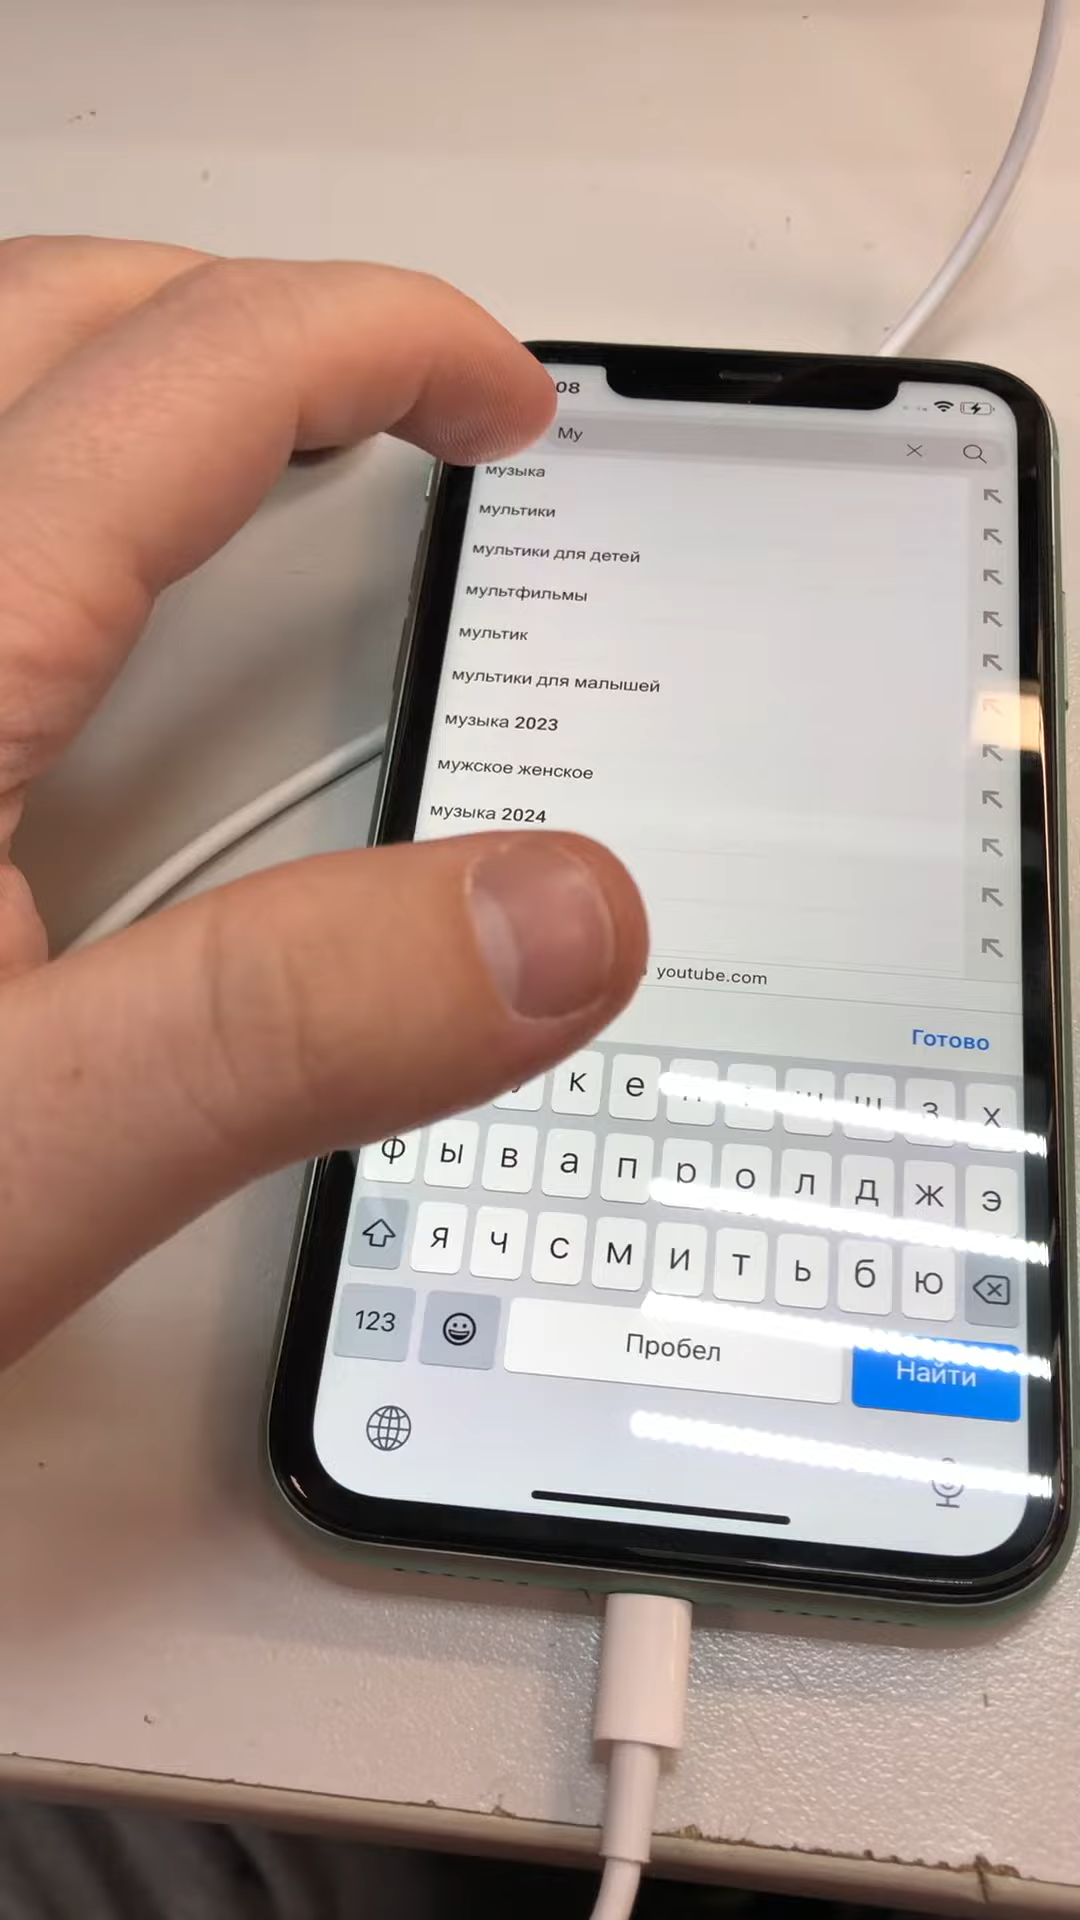 08
Му
музыка
мультики
мультики для детей
мультфильмы
мультик
мультики для малышей
музыка 2023
мужское женское
музыка 2024
youtube.com
Готово
к е з х
ф ы в а п р о л д ж э
я ч с м и т ь б ю
123 Пробел Найти